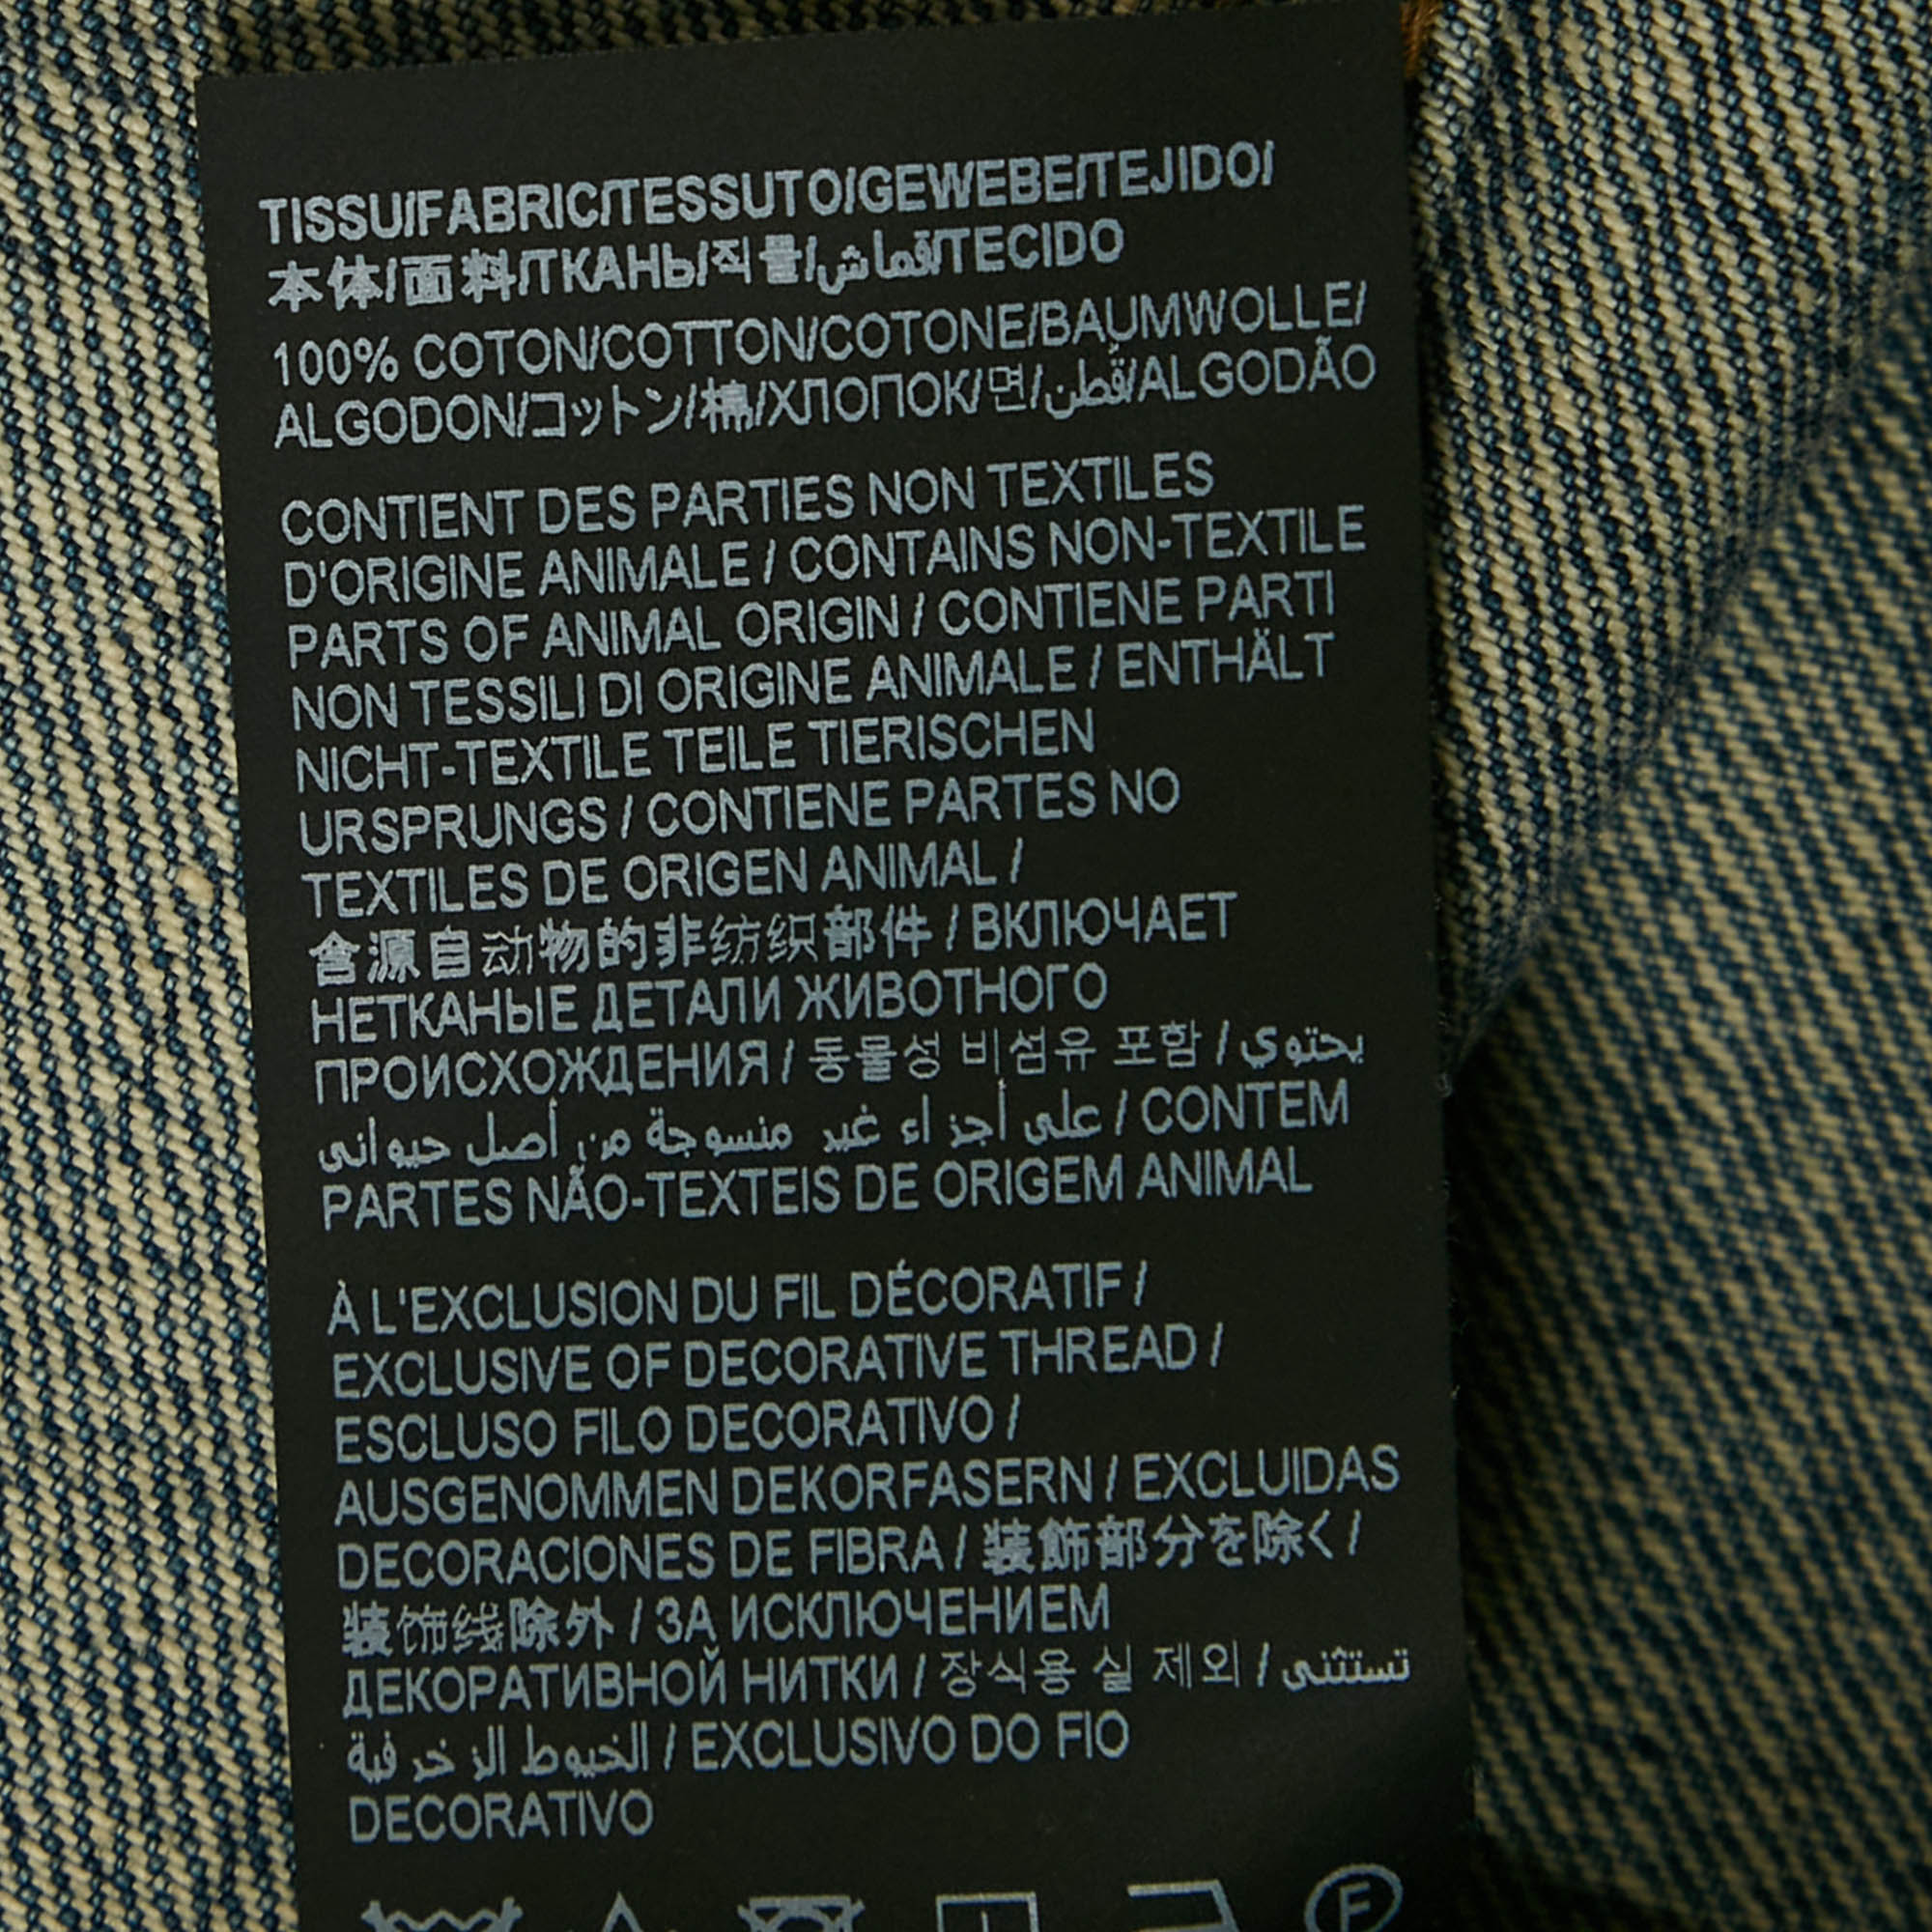 TISSU/FABRIC/TESSUTO/GEWEBE/TEJIDO/
本体/面料/ТКАНЬ/직물/قماش/TECIDO
100% COTON/COTTON/COTONE/BAUMWOLLE/
ALGODON/コットン/棉/ХЛОПОК/면/قُطن/ALGODÃO
CONTIENT DES PARTIES NON TEXTILES
D'ORIGINE ANIMALE / CONTAINS NON-TEXTILE
PARTS OF ANIMAL ORIGIN / CONTIENE PARTI
NON TESSILI DI ORIGINE ANIMALE / ENTHÄLT
NICHT-TEXTILE TEILE TIERISCHEN
URSPRUNGS / CONTIENE PARTES NO
TEXTILES DE ORIGEN ANIMAL /
含源自动物的非纺织部件 / ВКЛЮЧАЕТ
НЕТКАНЫЕ ДЕТАЛИ ЖИВОТНОГО
ПРОИСХОЖДЕНИЯ / 동물성 비섬유 포함 / يحتوي
على أجزاء غير منسوجة من أصل حيواني / CONTEM
PARTES NÃO-TEXTEIS DE ORIGEM ANIMAL
À L'EXCLUSION DU FIL DÉCORATIF /
EXCLUSIVE OF DECORATIVE THREAD /
ESCLUSO FILO DECORATIVO /
AUSGENOMMEN DEKORFASERN / EXCLUIDAS
DECORACIONES DE FIBRA / 装飾部分を除く /
装饰线除外 / ЗА ИСКЛЮЧЕНИЕМ
ДЕКОРАТИВНОЙ НИТКИ / 장식용 실 제외 / تستثنى
الخيوط الزخرفية / EXCLUSIVO DO FIO
DECORATIVO
F